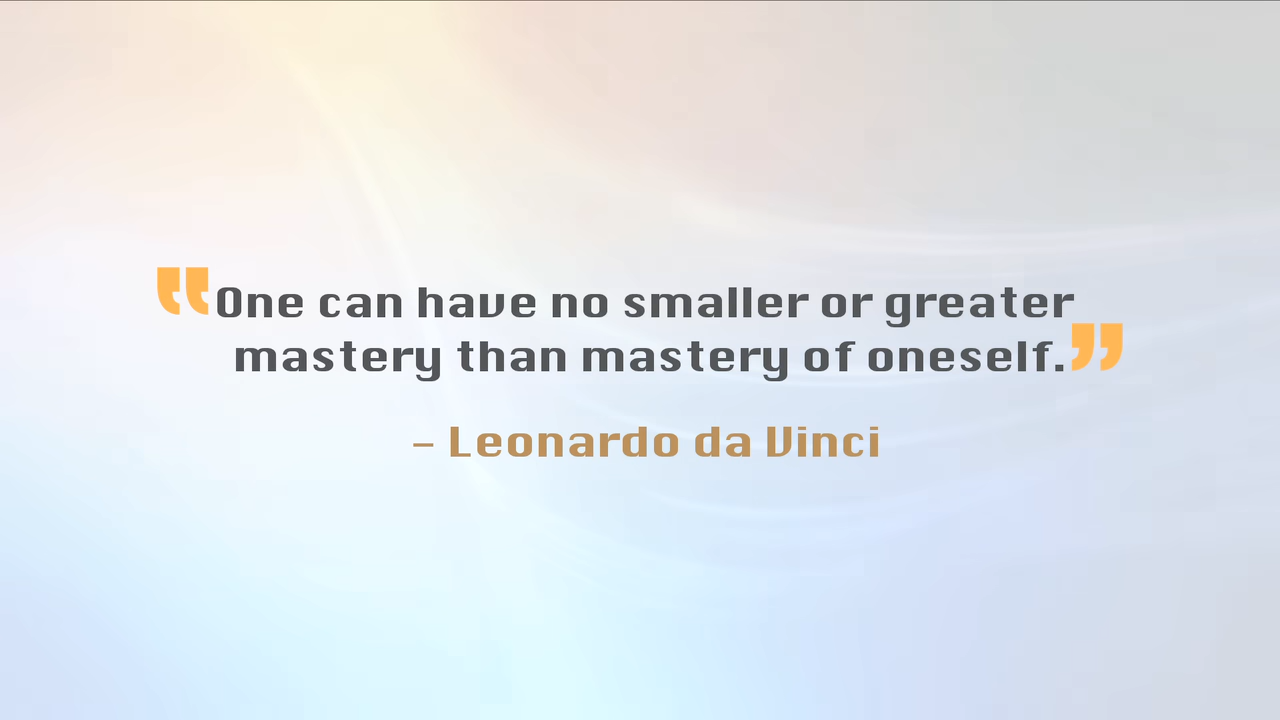 “One can have no smaller or greater
mastery than mastery of oneself.”
– Leonardo da Vinci